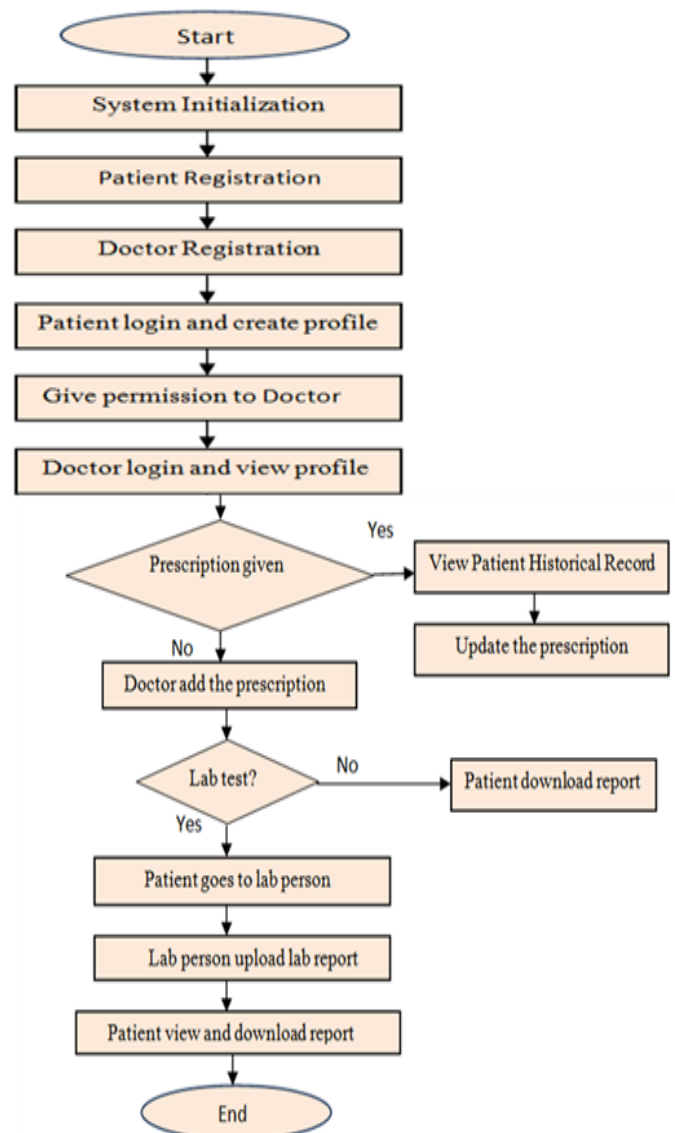 Start
System Initialization
Patient Registration
Doctor Registration
Patient login and create profile
Give permission to Doctor
Doctor login and view profile
Prescription given
Yes
View Patient Historical Record
Update the prescription
No
Doctor add the prescription
Lab test?
No
Patient download report
Yes
Patient goes to lab person
Lab person upload lab report
Patient view and download report
End